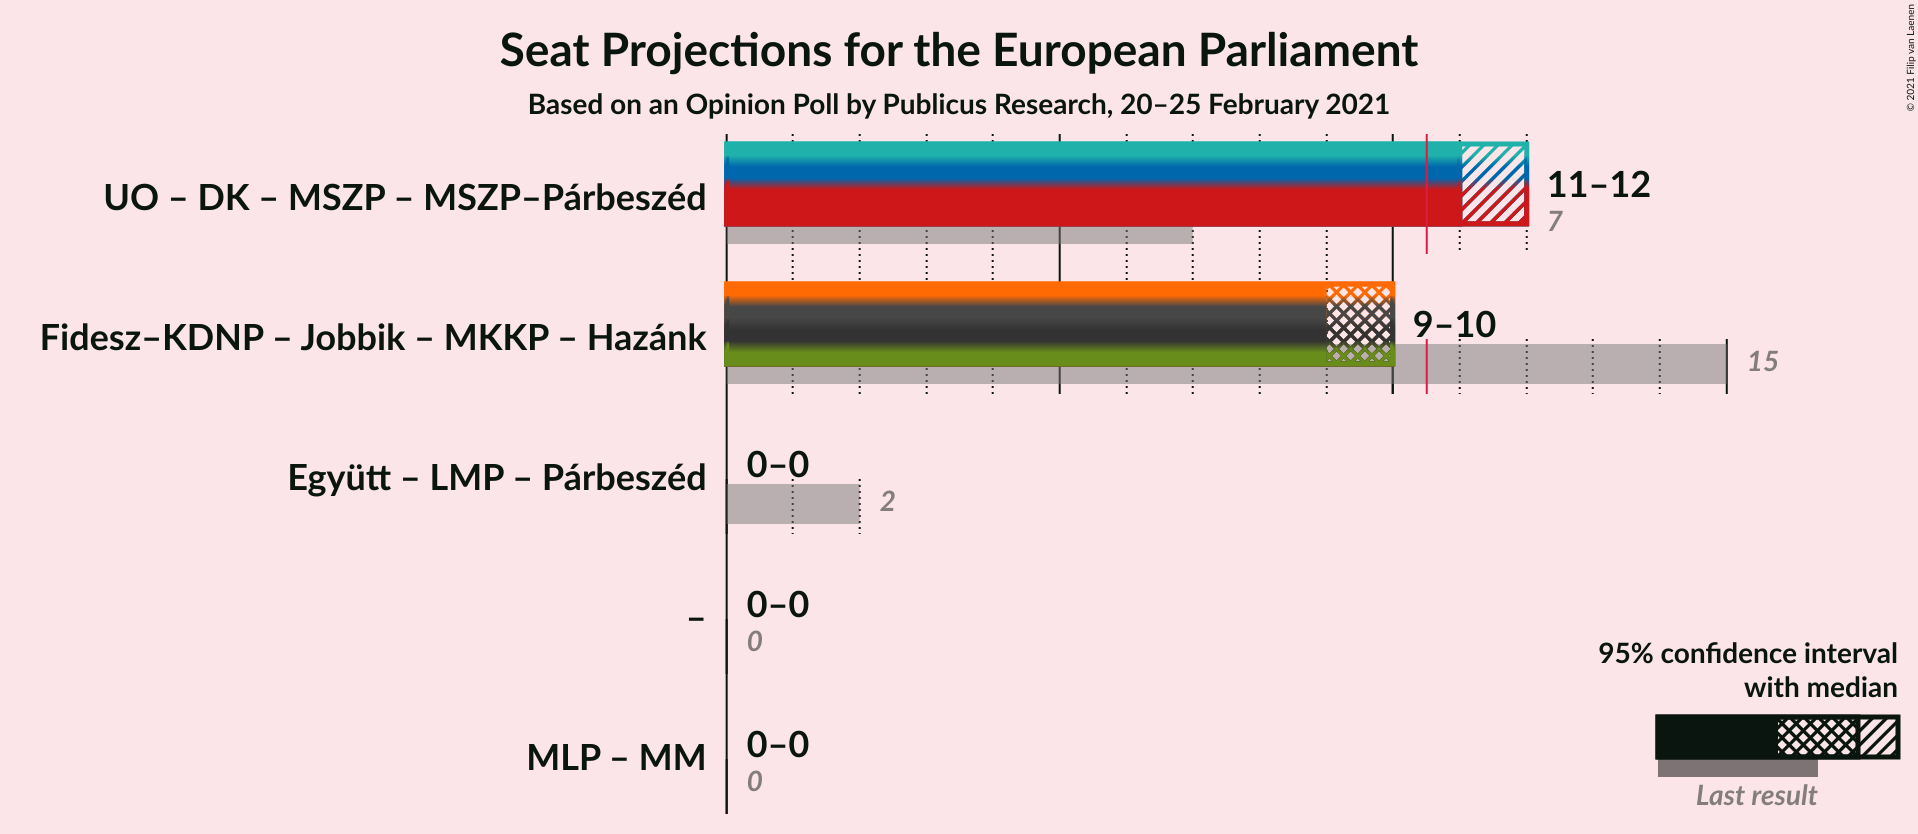 Seat Projections for the European Parliament
Based on an Opinion Poll by Publicus Research, 20–25 February 2021
© 2021 Filip van Laenen
UO – DK – MSZP – MSZP–Párbeszéd
11–12
7
Fidesz–KDNP – Jobbik – MKKP – Hazánk
9–10
15
Együtt – LMP – Párbeszéd
0–0
2
–
0–0
0
MLP – MM
0–0
0
95% confidence interval
with median
Last result